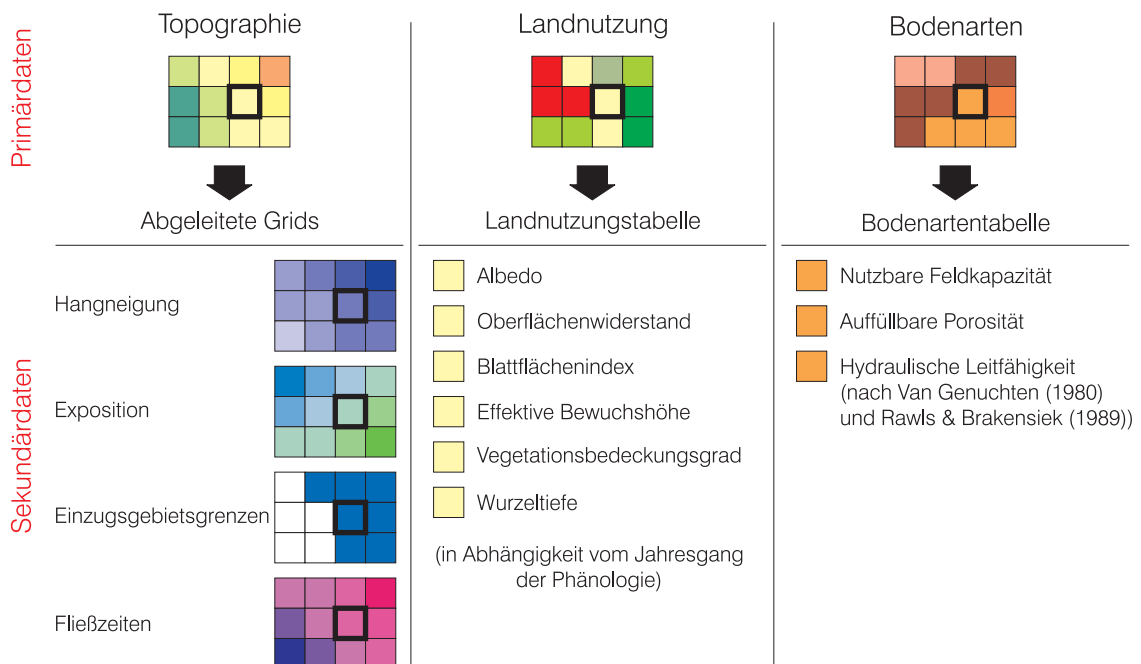 Primärdaten
Topographie
Abgeleitete Grids
Landnutzung
Landnutzungstabelle
Bodenarten
Bodenartentabelle
Sekundärdaten
Hangneigung
Exposition
Einzugsgebietsgrenzen
Fließzeiten
Albedo
Oberflächenwiderstand
Blattflächenindex
Effektive Bewuchshöhe
Vegetationsbedeckungsgrad
Wurzeltiefe
(in Abhängigkeit vom Jahresgang
der Phänologie)
Nutzbare Feldkapazität
Auffüllbare Porosität
Hydraulische Leitfähigkeit
(nach Van Genuchten (1980)
und Rawls & Brakensiek (1989))